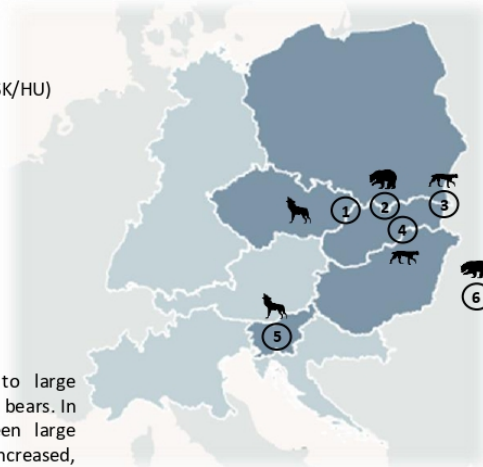 SK/HU)
1
2
3
4
5
6
to large
bears. In
en large
ncreased,